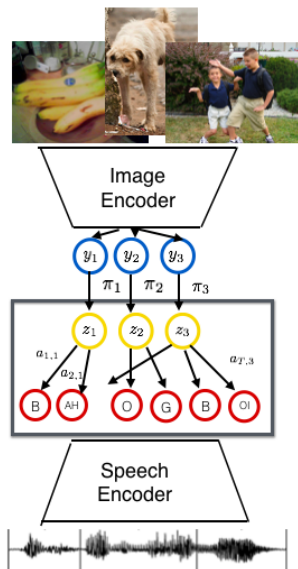 Image
Encoder
y₁ y₂ y₃
π₁ π₂ π₃
z₁ z₂ z₃
a₁,₁ a₂,₁ a_T,₃
B AH O G B OI
Speech
Encoder